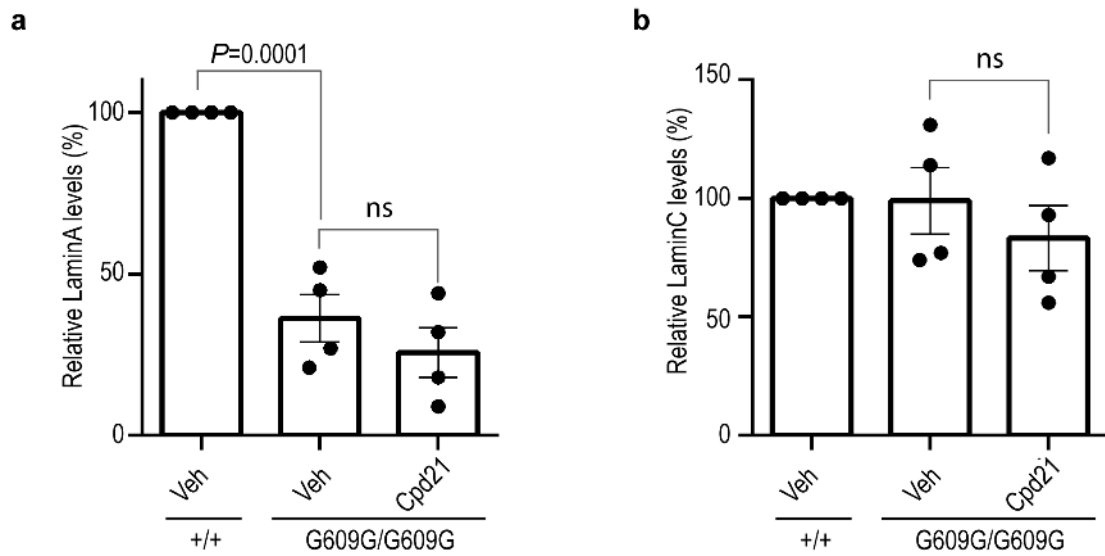 a
P=0.0001
ns
Relative LaminA levels (%)
100
50
0
Veh
Veh
Cpd21
+/+
G609G/G609G
b
ns
Relative LaminC levels (%)
150
100
50
0
Veh
Veh
Cpd21
+/+
G609G/G609G